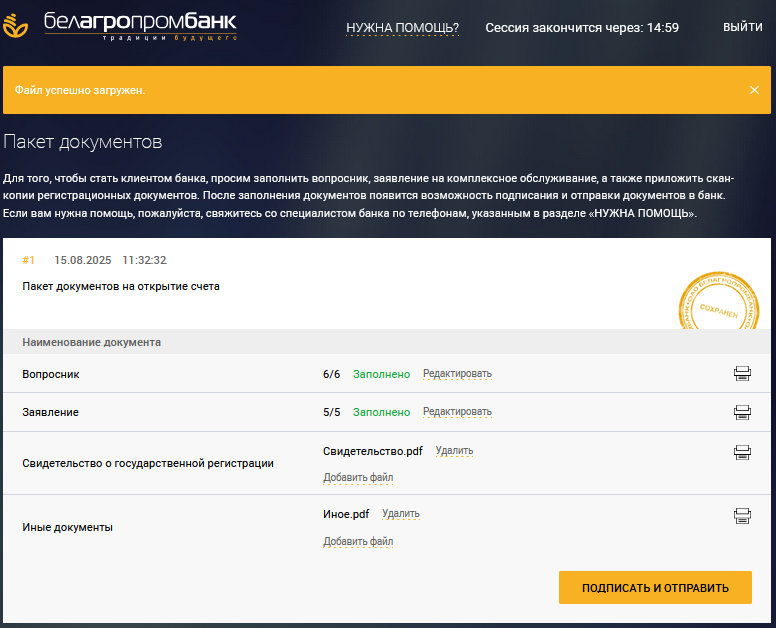 белагропромбанк
традиции будущего
НУЖНА ПОМОЩЬ?
Сессия закончится через: 14:59
ВЫЙТИ
Файл успешно загружен.
Пакет документов
Для того, чтобы стать клиентом банка, просим заполнить вопросник, заявление на комплексное обслуживание, а также приложить скан-
копии регистрационных документов. После заполнения документов появится возможность подписания и отправки документов в банк.
Если вам нужна помощь, пожалуйста, свяжитесь со специалистом банка по телефонам, указанным в разделе «НУЖНА ПОМОЩЬ».
#1 15.08.2025 11:32:32
Пакет документов на открытие счета
СОХРАНЕН
Наименование документа
Вопросник 6/6 Заполнено Редактировать
Заявление 5/5 Заполнено Редактировать
Свидетельство о государственной регистрации
Свидетельство.pdf Удалить
Добавить файл
Иные документы
Иное.pdf Удалить
Добавить файл
ПОДПИСАТЬ И ОТПРАВИТЬ